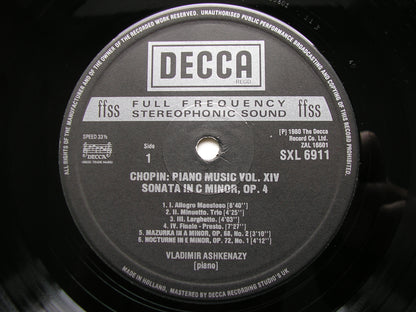 ALL RIGHTS OF THE MANUFACTURER AND OF THE OWNER OF THE RECORDED WORK RESERVED. UNAUTHORISED PUBLIC PERFORMANCE BROADCASTING AND COPYING OF THIS RECORD PROHIBITED.
DECCA
REGD
ffss FULL FREQUENCY ffss
STEREOPHONIC SOUND
SPEED 33⅓
DECCA
Side
1
(P) 1980 The Decca
Record Co. Ltd.
ZAL 16601
SXL 6911
CHOPIN: PIANO MUSIC VOL. XIV
SONATA IN C MINOR, OP. 4
1. I. Allegro Maestoso [6'40'']
2. II. Minuetto. Trio [4'25'']
3. III. Larghetto. [4'03'']
4. IV. Finale - Presto. [7'27'']
5. MAZURKA IN A MINOR, OP. 68, No. 2 [3'10'']
6. NOCTURNE IN E MINOR, OP. 72, No. 1 [4'12'']
VLADIMIR ASHKENAZY
[piano]
MADE IN HOLLAND, MASTERED BY DECCA RECORDING STUDIO'S UK